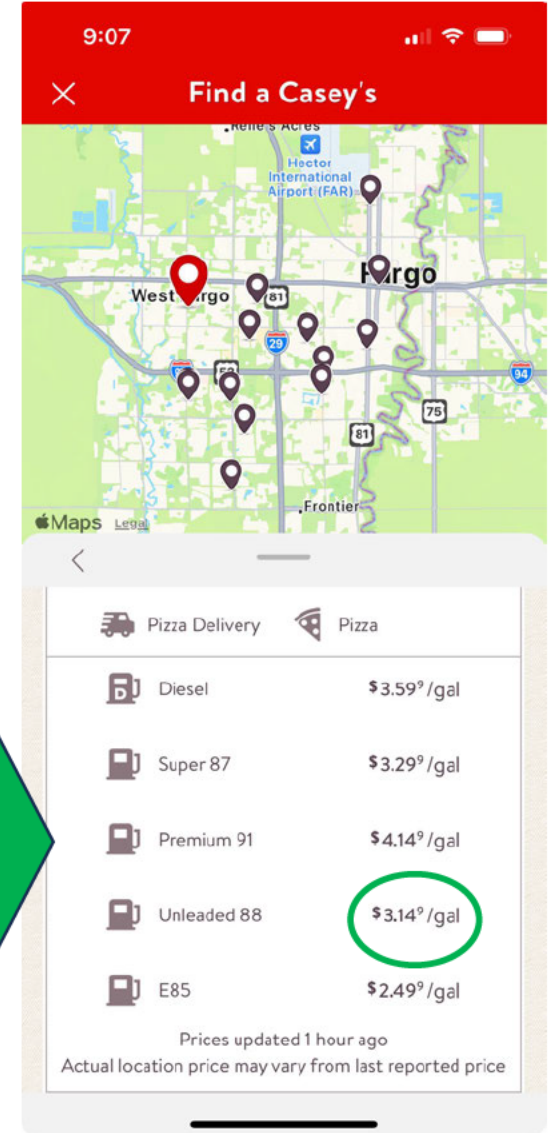 9:07
Find a Casey's
Hector
International
Airport (FAR)
Fargo
West Fargo
81
29
94
75
81
Frontier
Maps Legal
Pizza Delivery Pizza
D Diesel $3.59⁹/gal
Super 87 $3.29⁹/gal
Premium 91 $4.14⁹/gal
Unleaded 88 $3.14⁹/gal
E85 $2.49⁹/gal
Prices updated 1 hour ago
Actual location price may vary from last reported price